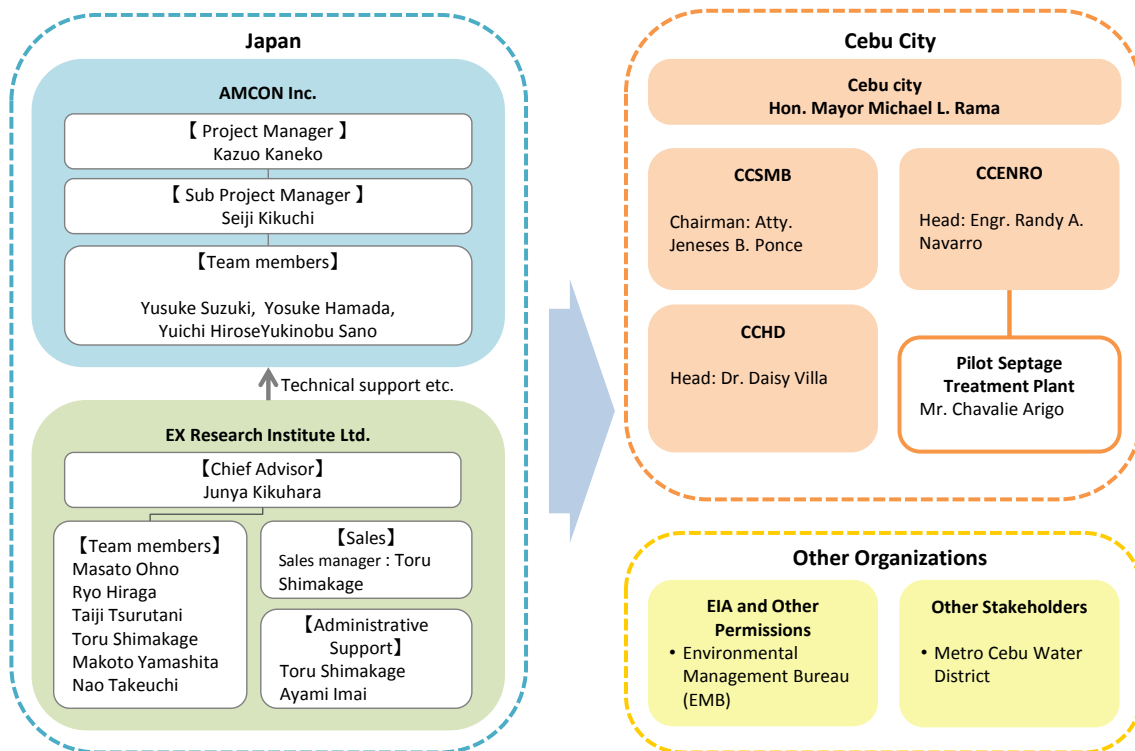 Japan
AMCON Inc.
【 Project Manager 】
Kazuo Kaneko
【 Sub Project Manager 】
Seiji Kikuchi
【Team members】
Yusuke Suzuki, Yosuke Hamada,
Yuichi HiroseYukinobu Sano
Technical support etc.
EX Research Institute Ltd.
【Chief Advisor】
Junya Kikuhara
【Team members】
Masato Ohno
Ryo Hiraga
Taiji Tsurutani
Toru Shimakage
Makoto Yamashita
Nao Takeuchi
【Sales】
Sales manager : Toru
Shimakage
【Administrative
Support】
Toru Shimakage
Ayami Imai
Cebu City
Cebu city
Hon. Mayor Michael L. Rama
CCSMB
Chairman: Atty.
Jeneses B. Ponce
CCENRO
Head: Engr. Randy A.
Navarro
CCHD
Head: Dr. Daisy Villa
Pilot Septage
Treatment Plant
Mr. Chavalie Arigo
Other Organizations
EIA and Other
Permissions
• Environmental
Management Bureau
(EMB)
Other Stakeholders
• Metro Cebu Water
District